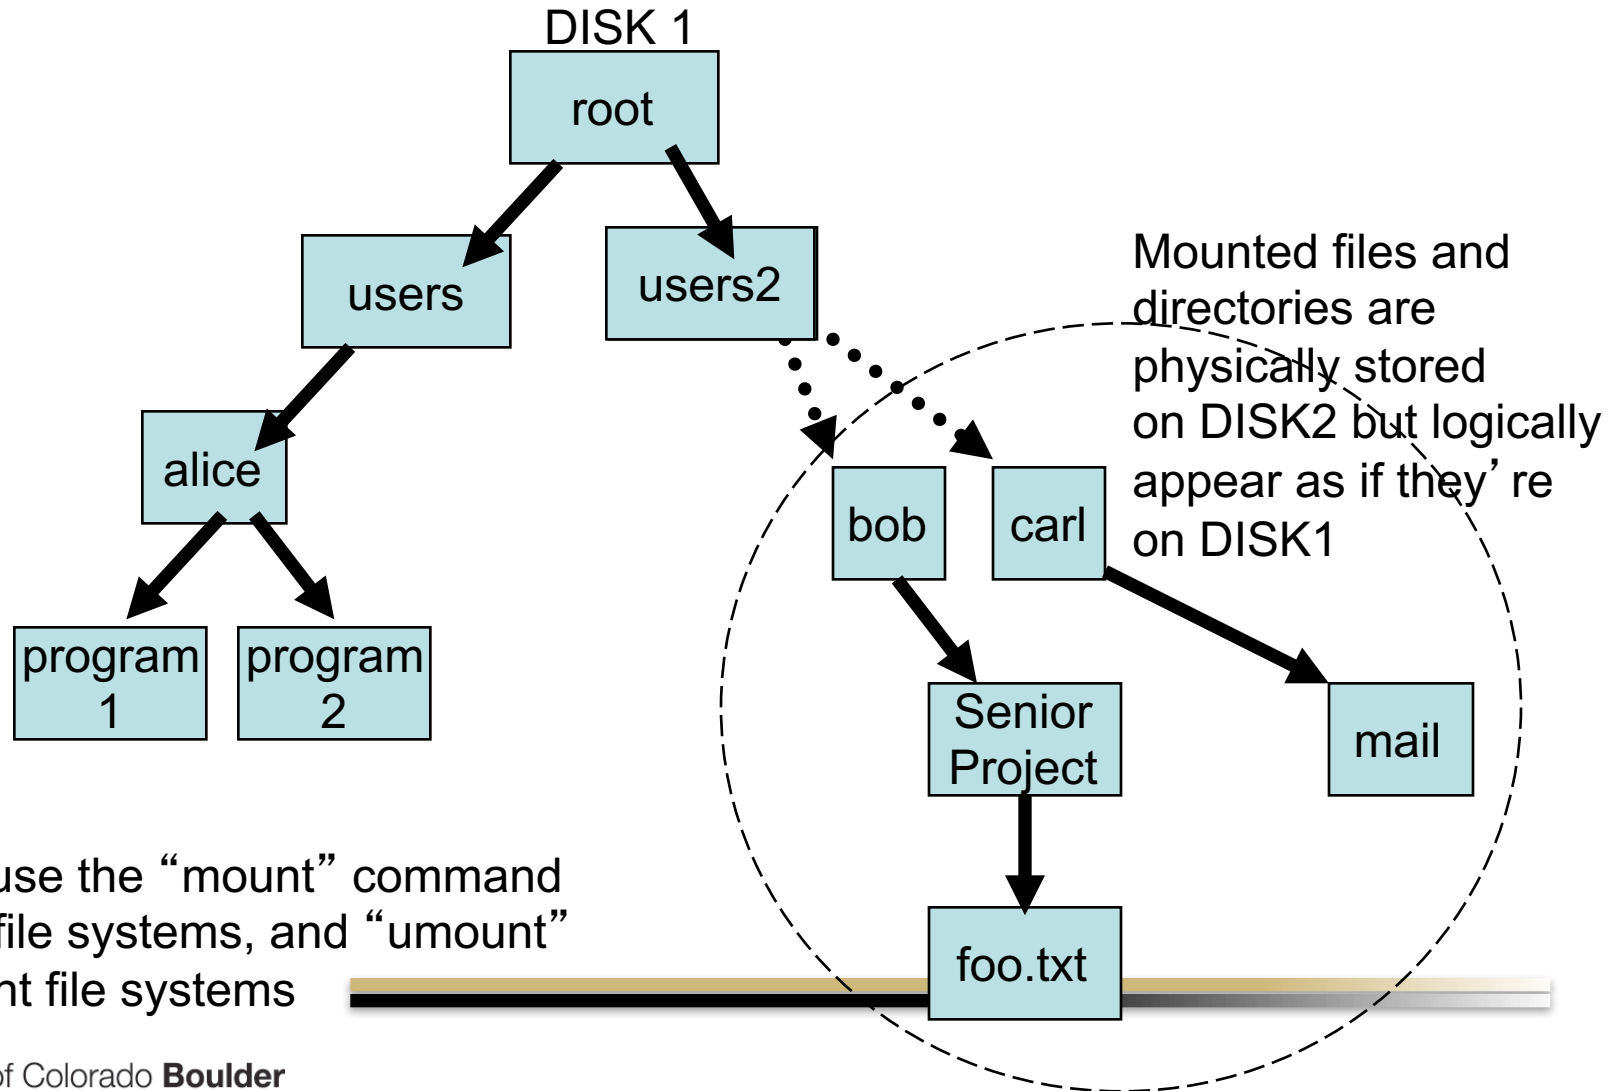 DISK 1
root
users
users2
Mounted files and
directories are
physically stored
on DISK2 but logically
appear as if they’ re
on DISK1
alice
bob
carl
program
1
program
2
Senior
Project
mail
use the “mount” command
file systems, and “umount”
nt file systems
foo.txt
of Colorado Boulder